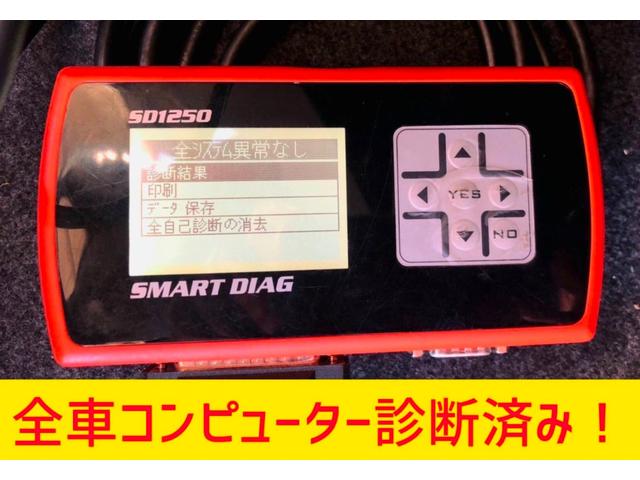 SD1250
全システム異常なし
診断結果
印刷
データ 保存
全自己診断の消去
YES
NO
SMART DIAG
全車コンピューター診断済み！